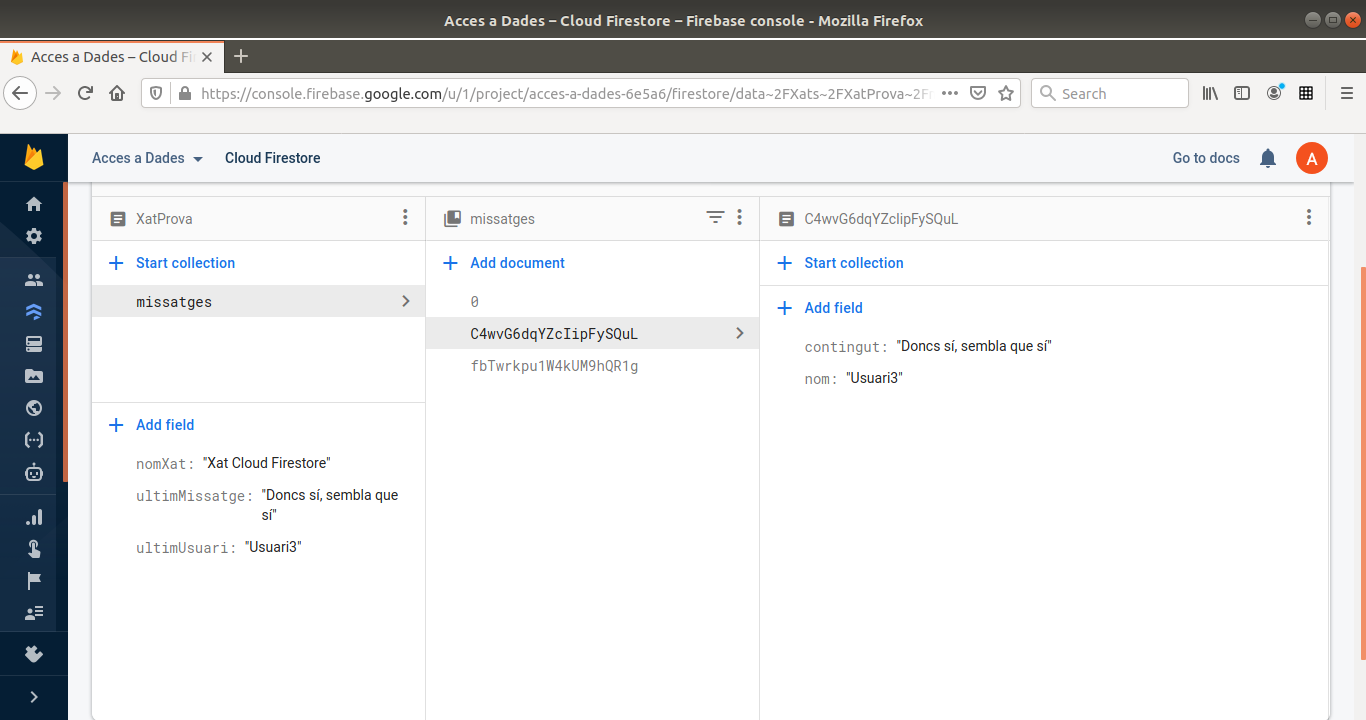 Acces a Dades – Cloud Firestore – Firebase console - Mozilla Firefox
Acces a Dades – Cloud Fi
https://console.firebase.google.com/u/1/project/acces-a-dades-6e5a6/firestore/data~2FXats~2FXatProva~2F
Search
Acces a Dades
Cloud Firestore
Go to docs
A
XatProva
missatges
C4wvG6dqYZcIipFySQuL
Start collection
Add document
Start collection
missatges
0
C4wvG6dqYZcIipFySQuL
fbTwrkpu1W4kUM9hQR1g
Add field
contingut: "Doncs sí, sembla que sí"
nom: "Usuari3"
Add field
nomXat: "Xat Cloud Firestore"
ultimMissatge: "Doncs sí, sembla que
sí"
ultimUsuari: "Usuari3"